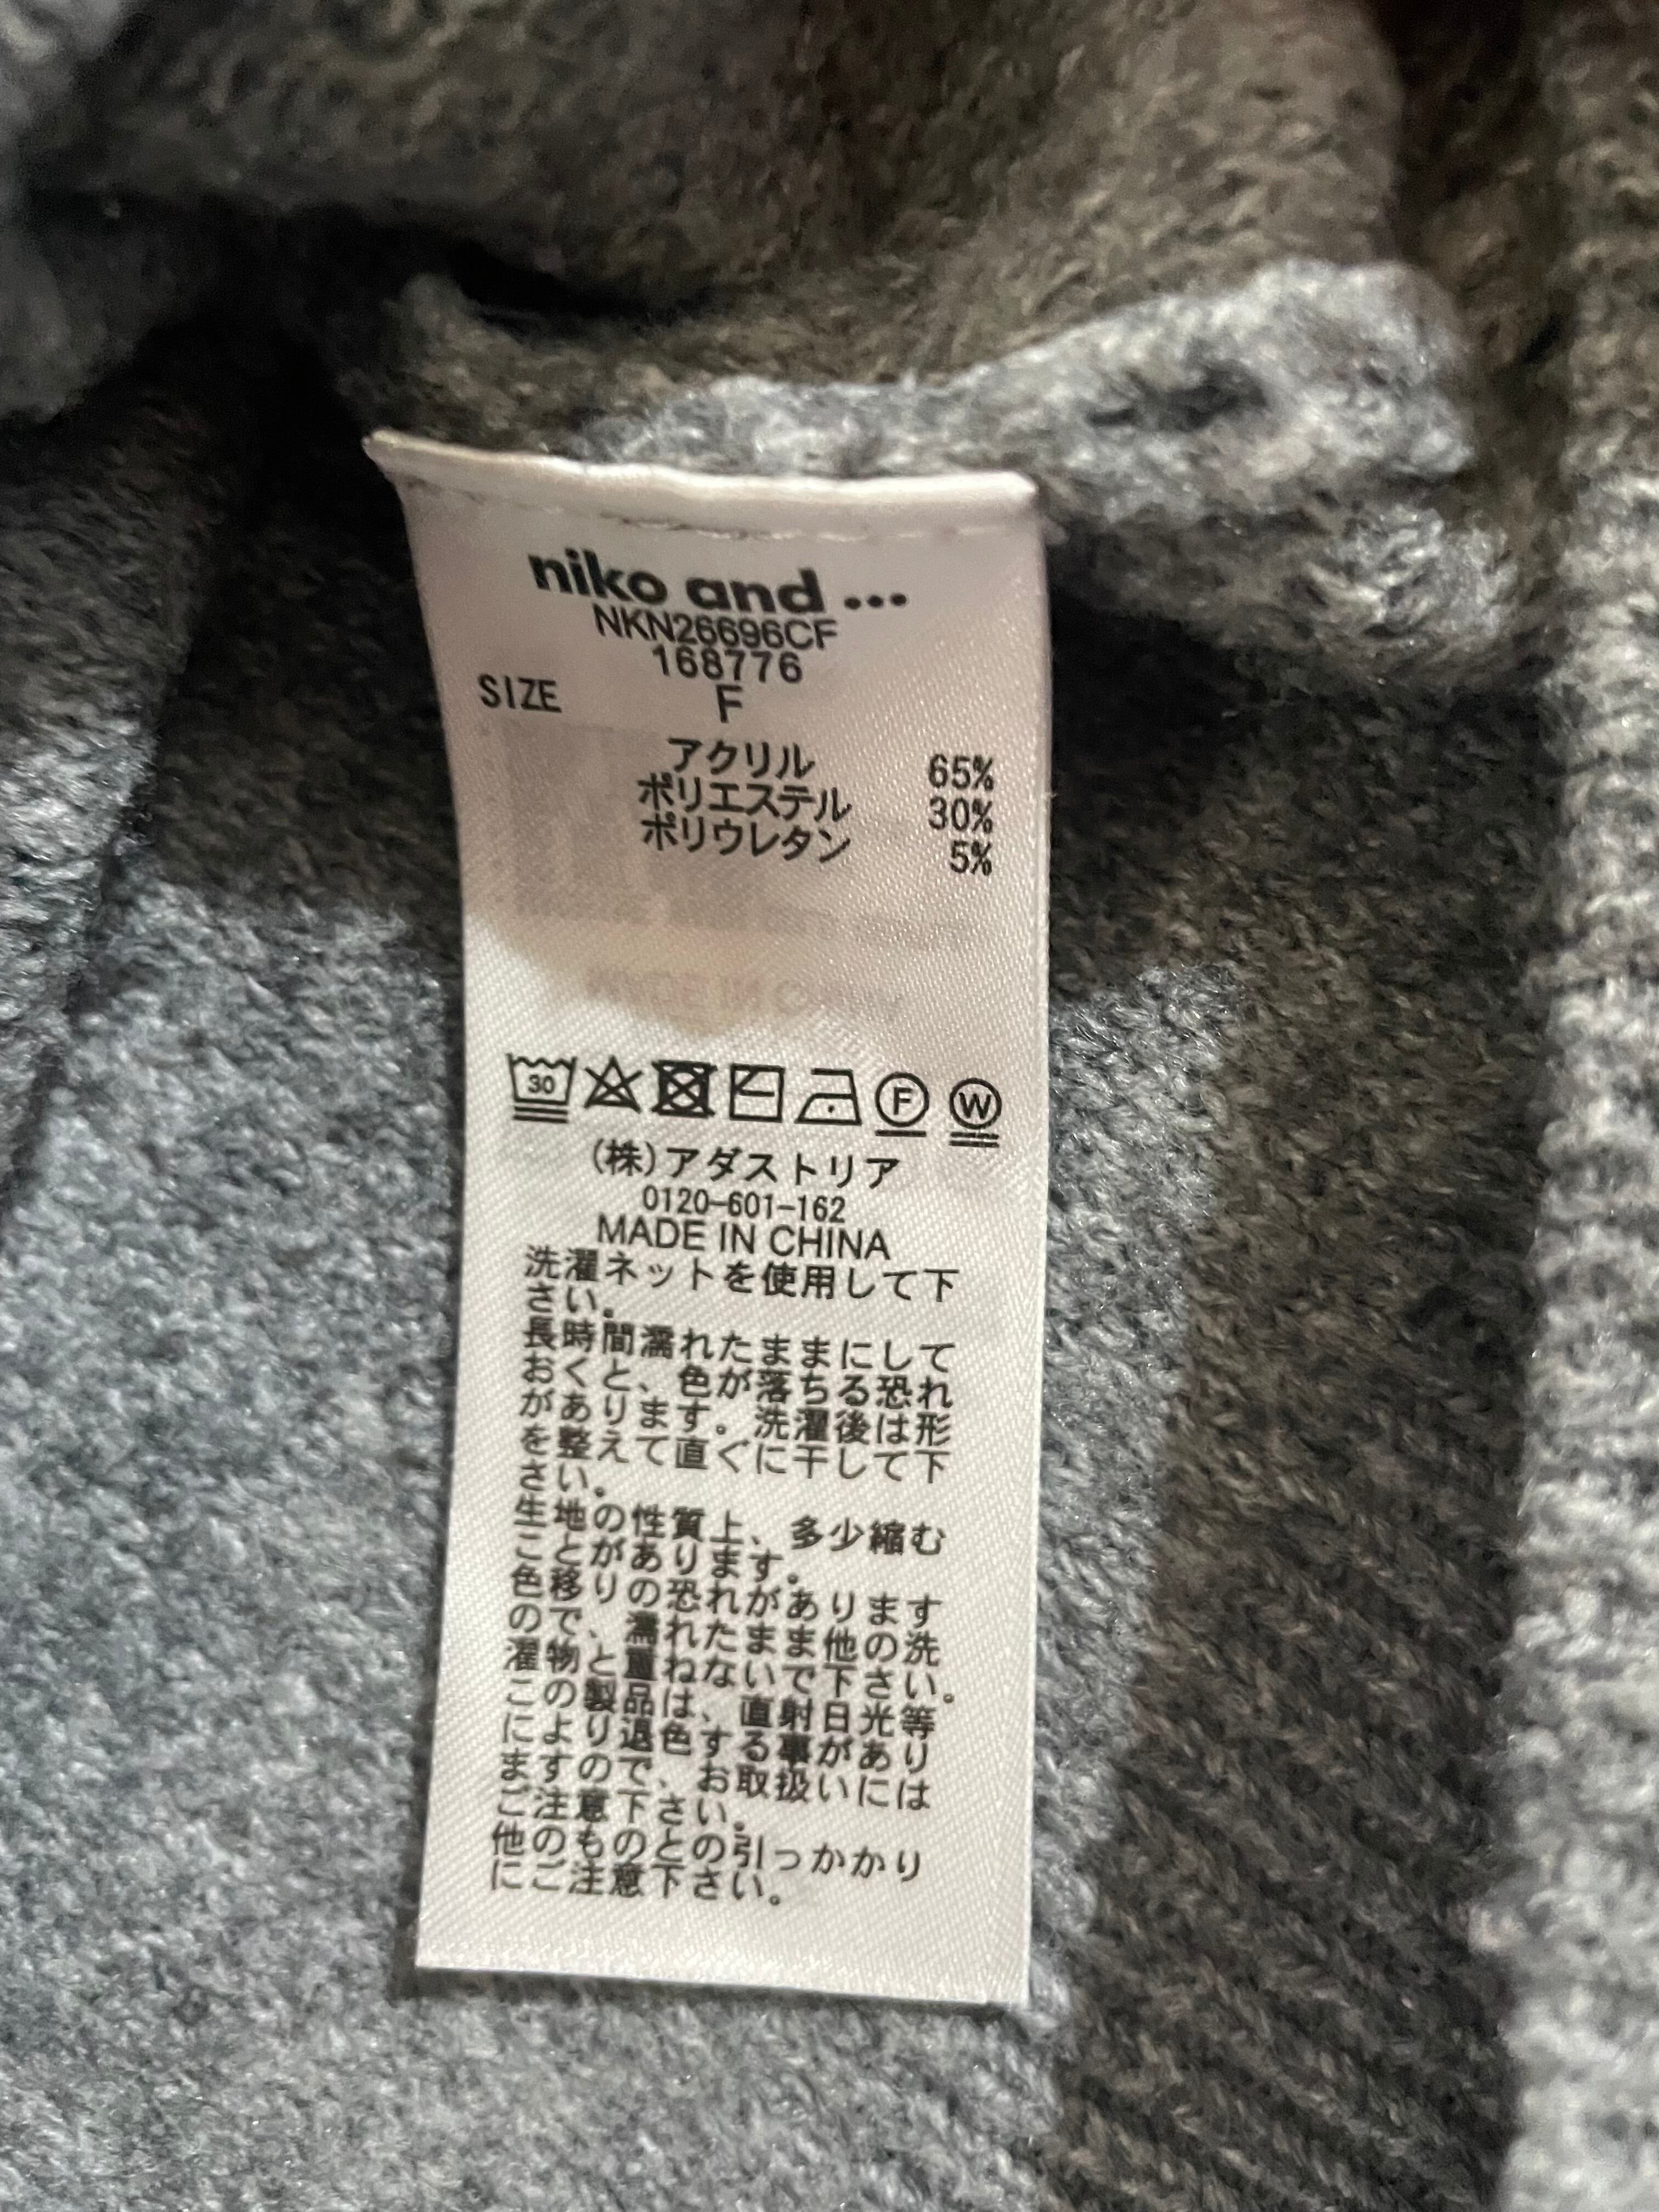 niko and ...
NKN26696CF
168776
SIZE F
アクリル 65%
ポリエステル 30%
ポリウレタン 5%
30
F
W
(株)アダストリア
0120-601-162
MADE IN CHINA
洗濯ネットを使用して下
さい。
長時間濡れたままにして
おくと、色が落ちる恐れ
があります。洗濯後は形
を整えて直ぐに干して下
さい。
生地の性質上、多少縮む
ことがあります。
色移りの恐れがあります
ので、濡れたまま他の洗
濯物と重ねないで下さい。
この製品は、直射日光等
により退色する事があり
ますので、お取扱いには
ご注意下さい。
他のものとの引っかかり
にご注意下さい。